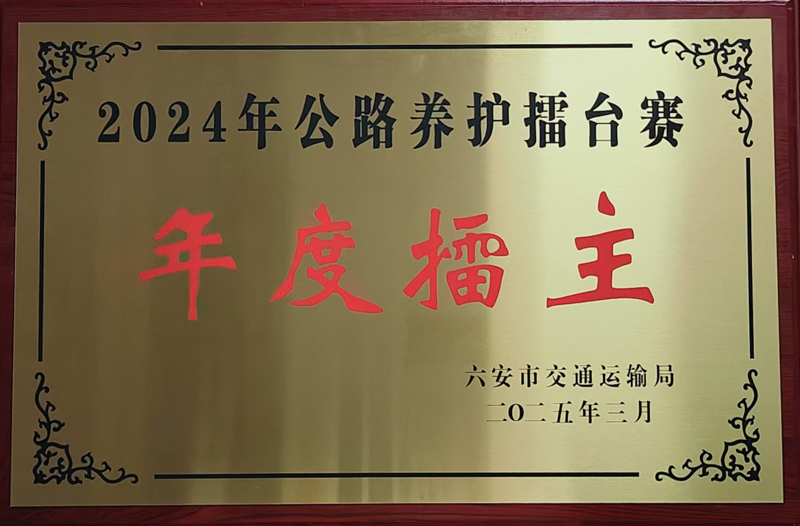 2024年公路养护擂台赛
年度擂主
六安市交通运输局
二O二五年三月